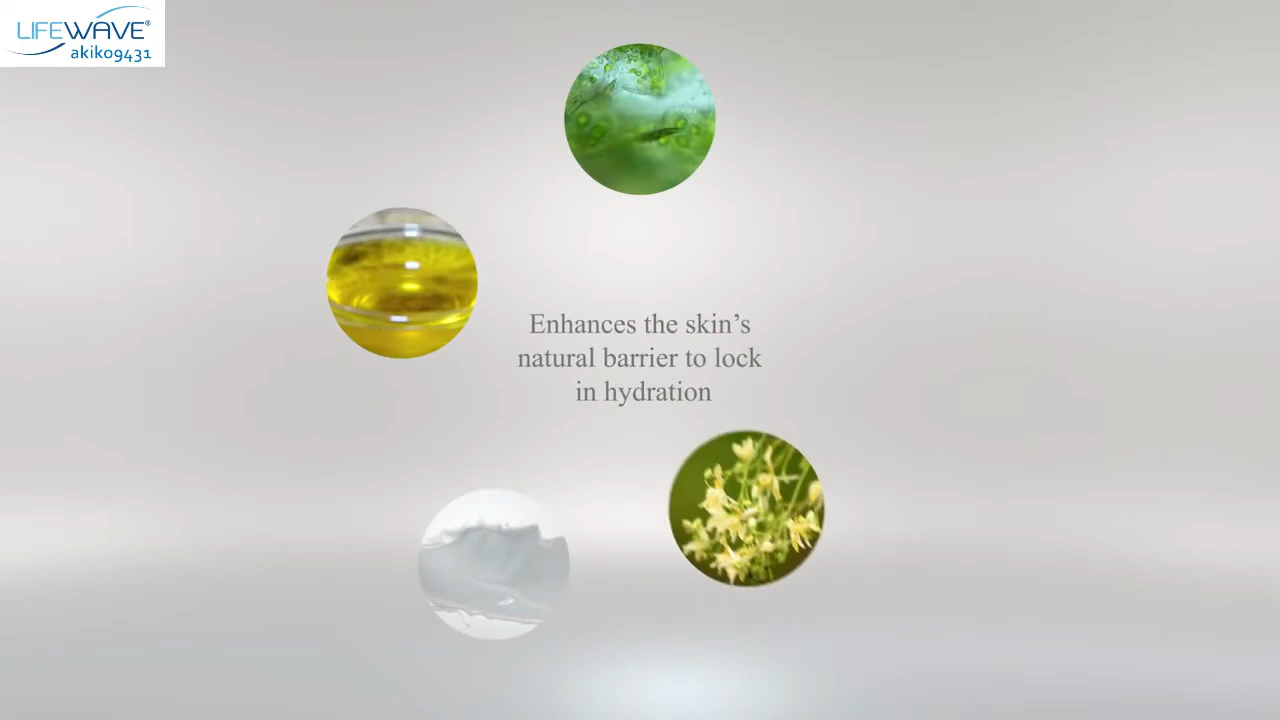 LIFEWAVE®
akiko9431
Enhances the skin’s
natural barrier to lock
in hydration